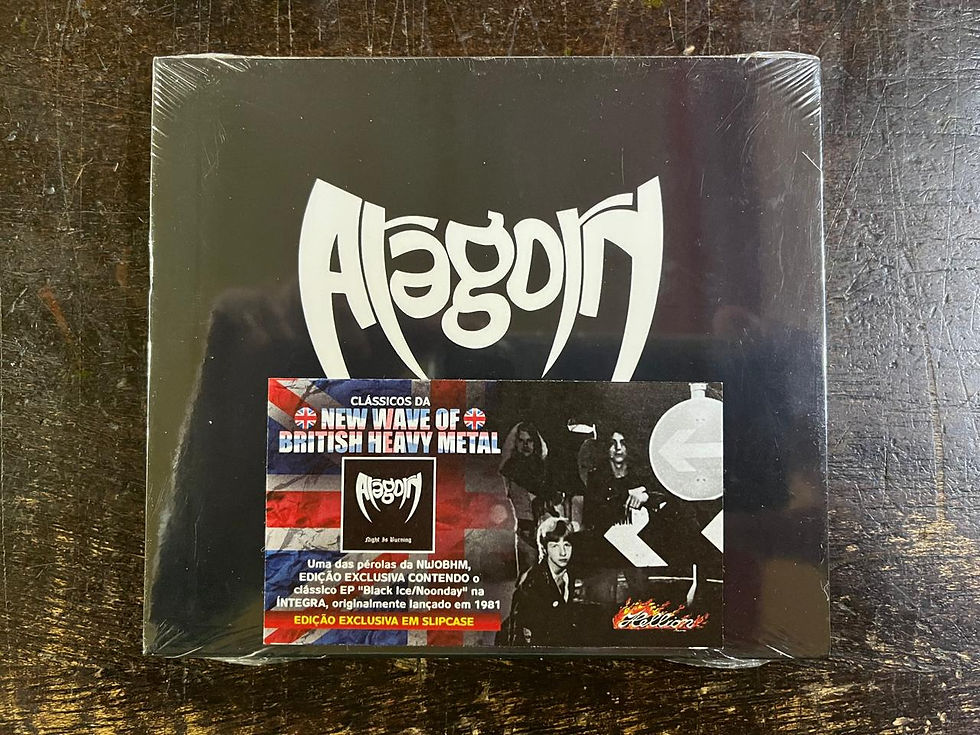 Aragorn
CLÁSSICOS DA
NEW WAVE OF
BRITISH HEAVY METAL
Aragorn
Night Is Burning
Uma das pérolas da NWOBHM,
EDIÇÃO EXCLUSIVA CONTENDO o
clássico EP "Black Ice/Noonday" na
ÍNTEGRA, originalmente lançado em 1981
EDIÇÃO EXCLUSIVA EM SLIPCASE
Hellion